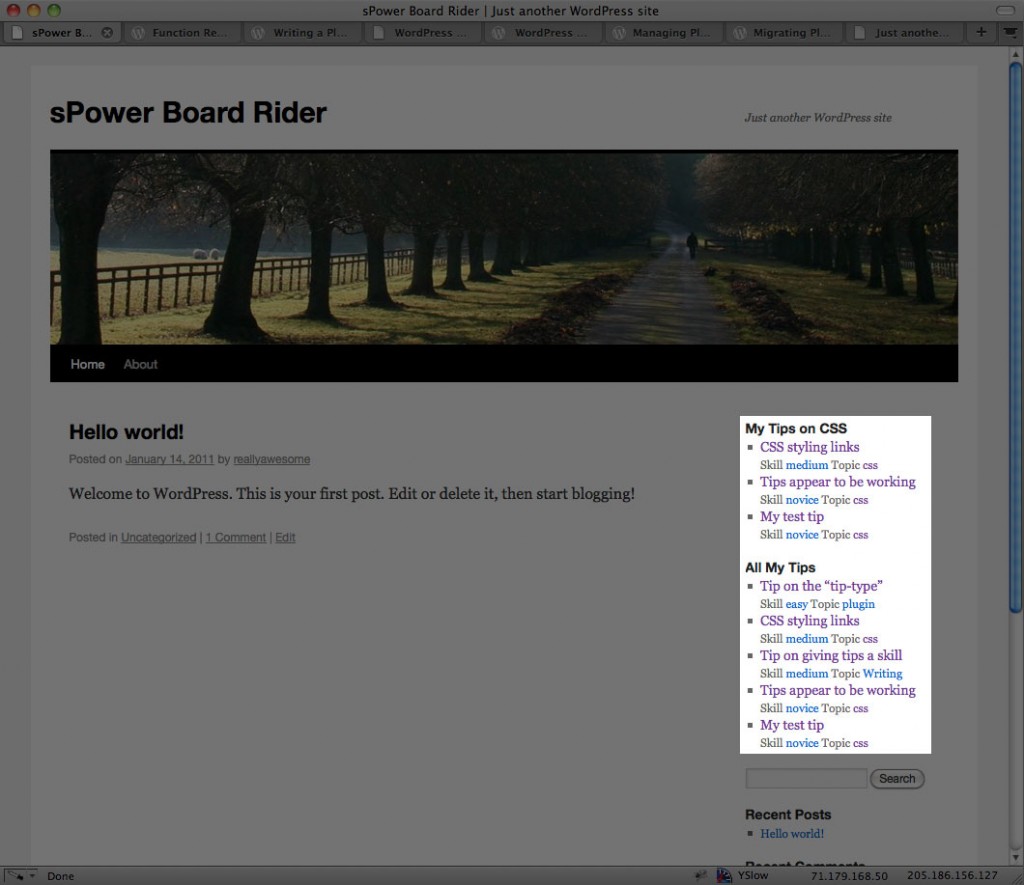 sPower Board Rider | Just another WordPress site
sPower B...
Function Re...
Writing a Pl...
WordPress ...
WordPress ...
Managing Pl...
Migrating Pl...
Just anothe...
sPower Board Rider
Just another WordPress site
Home About
Hello world!
Posted on January 14, 2011 by reallyawesome
Welcome to WordPress. This is your first post. Edit or delete it, then start blogging!
Posted in Uncategorized | 1 Comment | Edit
My Tips on CSS
CSS styling links
Skill medium Topic css
Tips appear to be working
Skill novice Topic css
My test tip
Skill novice Topic css
All My Tips
Tip on the “tip-type”
Skill easy Topic plugin
CSS styling links
Skill medium Topic css
Tip on giving tips a skill
Skill medium Topic Writing
Tips appear to be working
Skill novice Topic css
My test tip
Skill novice Topic css
Search
Recent Posts
Hello world!
Recent Comments
Done
YSlow
71.179.168.50
205.186.156.127